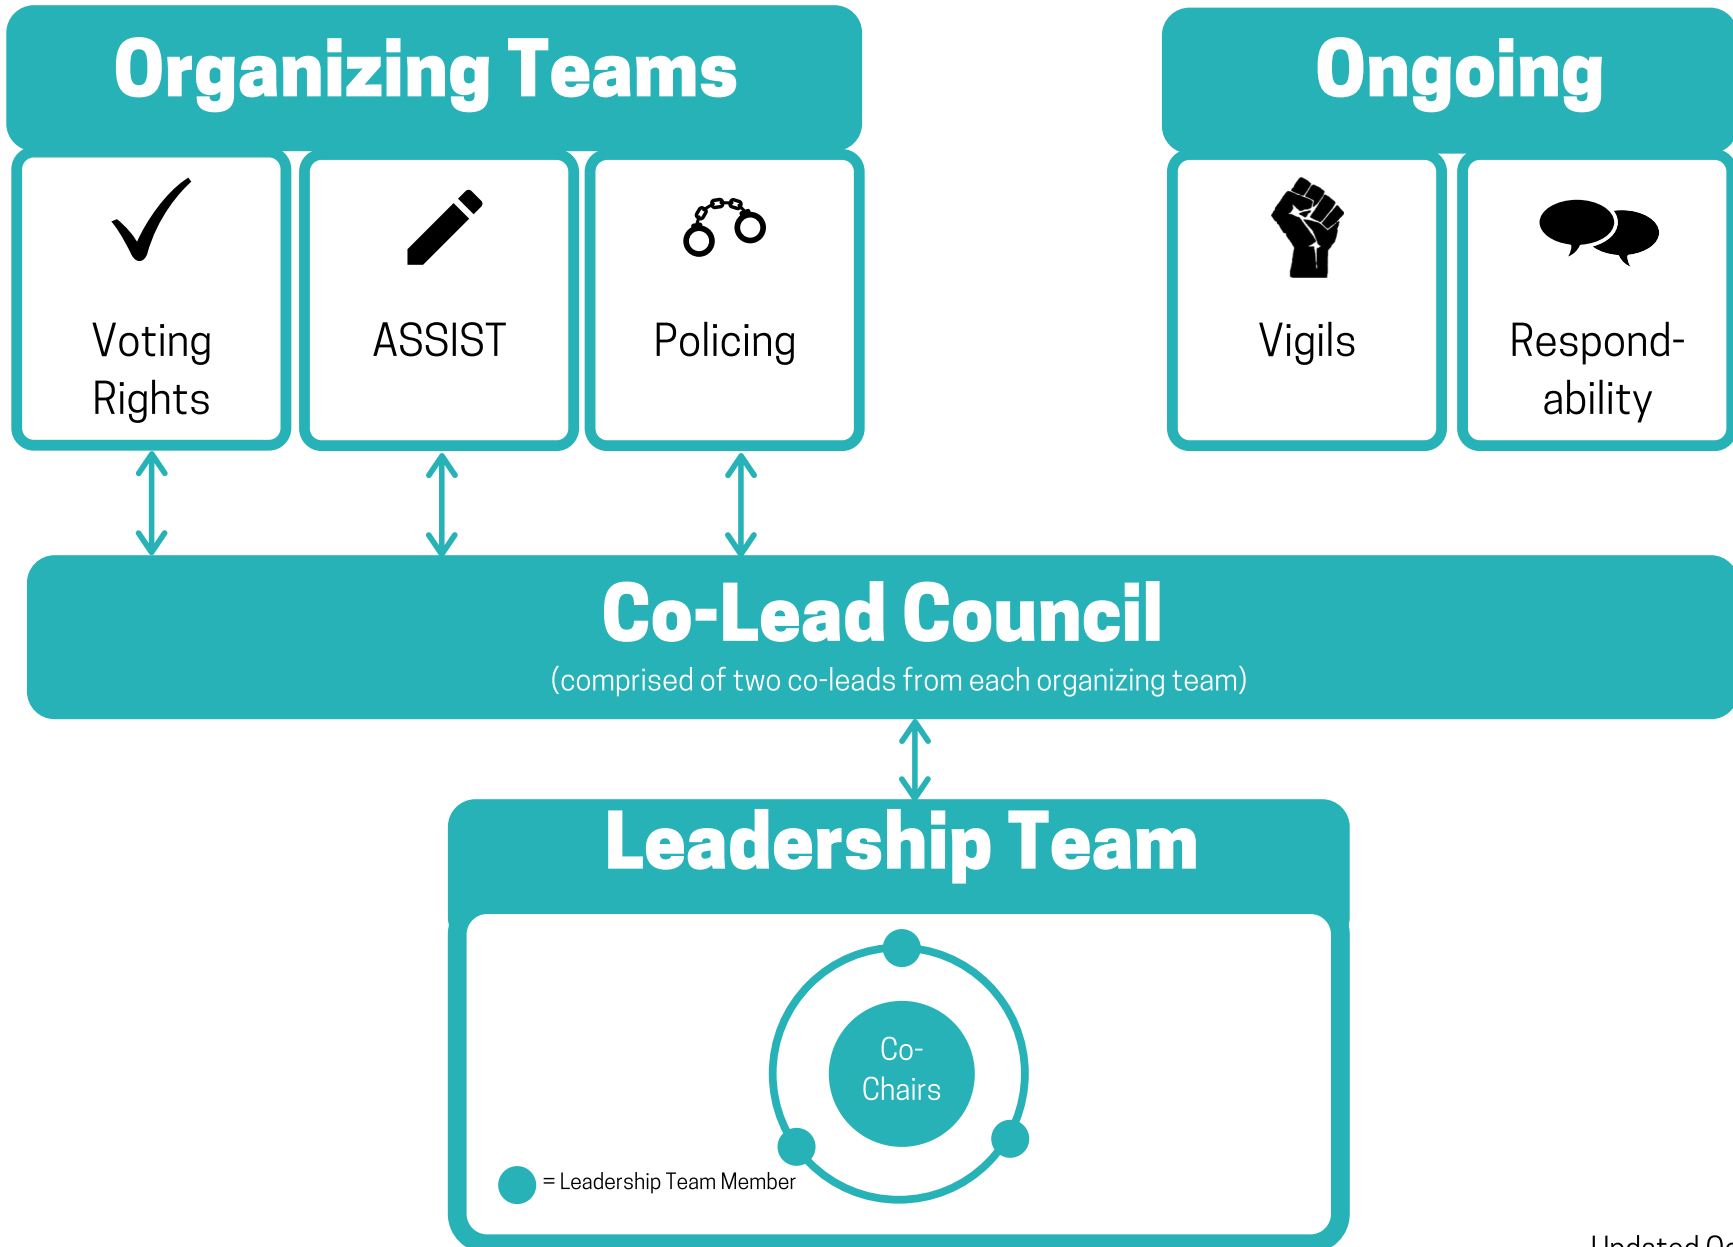 Organizing Teams
Ongoing
Voting
Rights
ASSIST
Policing
Vigils
Respond-
ability
Co-Lead Council
(comprised of two co-leads from each organizing team)
Leadership Team
Co-
Chairs
= Leadership Team Member
Updated